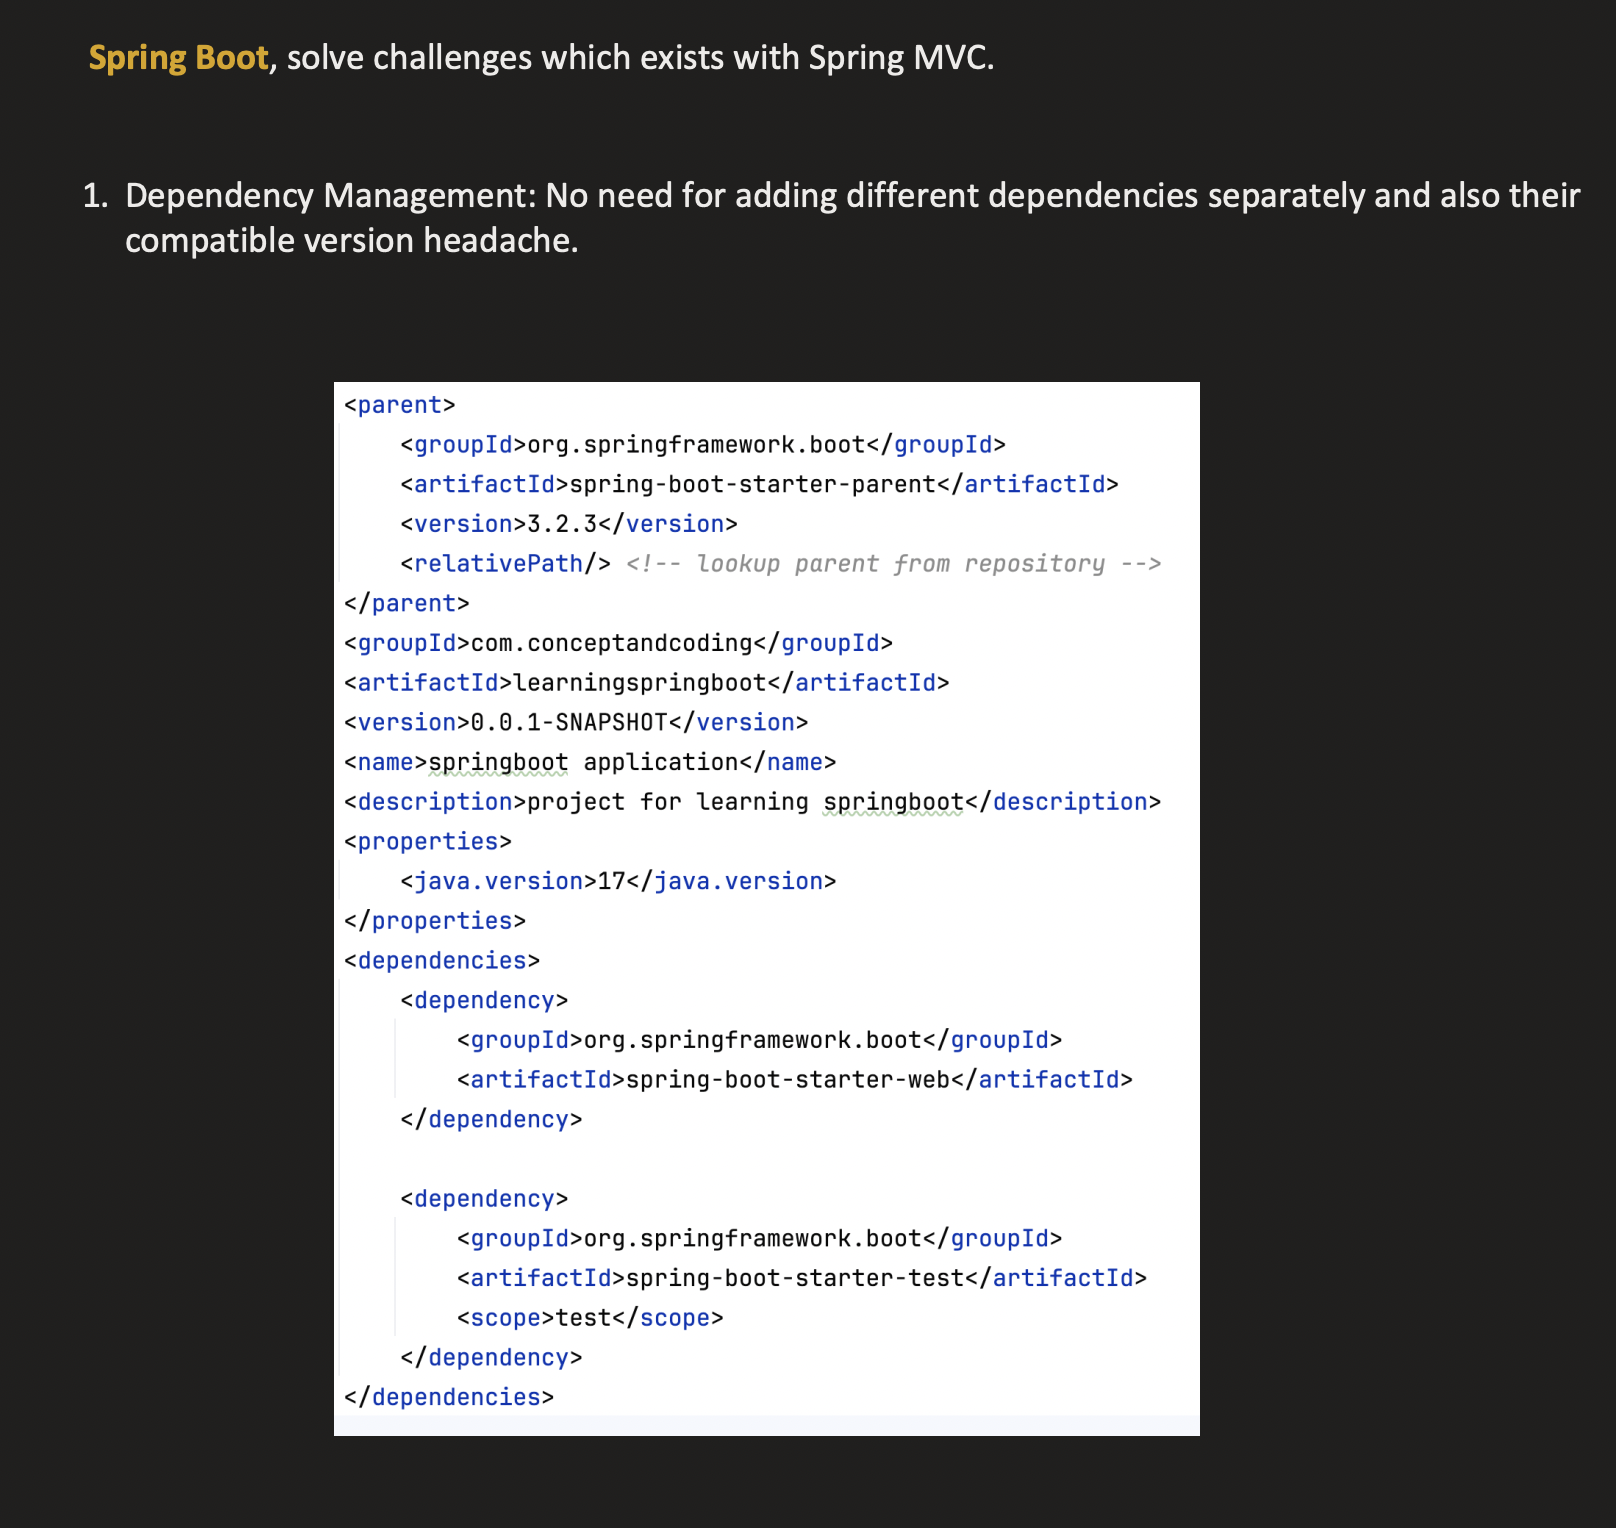 Spring Boot, solve challenges which exists with Spring MVC.
1. Dependency Management: No need for adding different dependencies separately and also their
compatible version headache.
<parent>
    <groupId>org.springframework.boot</groupId>
    <artifactId>spring-boot-starter-parent</artifactId>
    <version>3.2.3</version>
    <relativePath/> <!-- lookup parent from repository -->
</parent>
<groupId>com.conceptandcoding</groupId>
<artifactId>learningspringboot</artifactId>
<version>0.0.1-SNAPSHOT</version>
<name>springboot application</name>
<description>project for learning springboot</description>
<properties>
    <java.version>17</java.version>
</properties>
<dependencies>
    <dependency>
        <groupId>org.springframework.boot</groupId>
        <artifactId>spring-boot-starter-web</artifactId>
    </dependency>
    <dependency>
        <groupId>org.springframework.boot</groupId>
        <artifactId>spring-boot-starter-test</artifactId>
        <scope>test</scope>
    </dependency>
</dependencies>